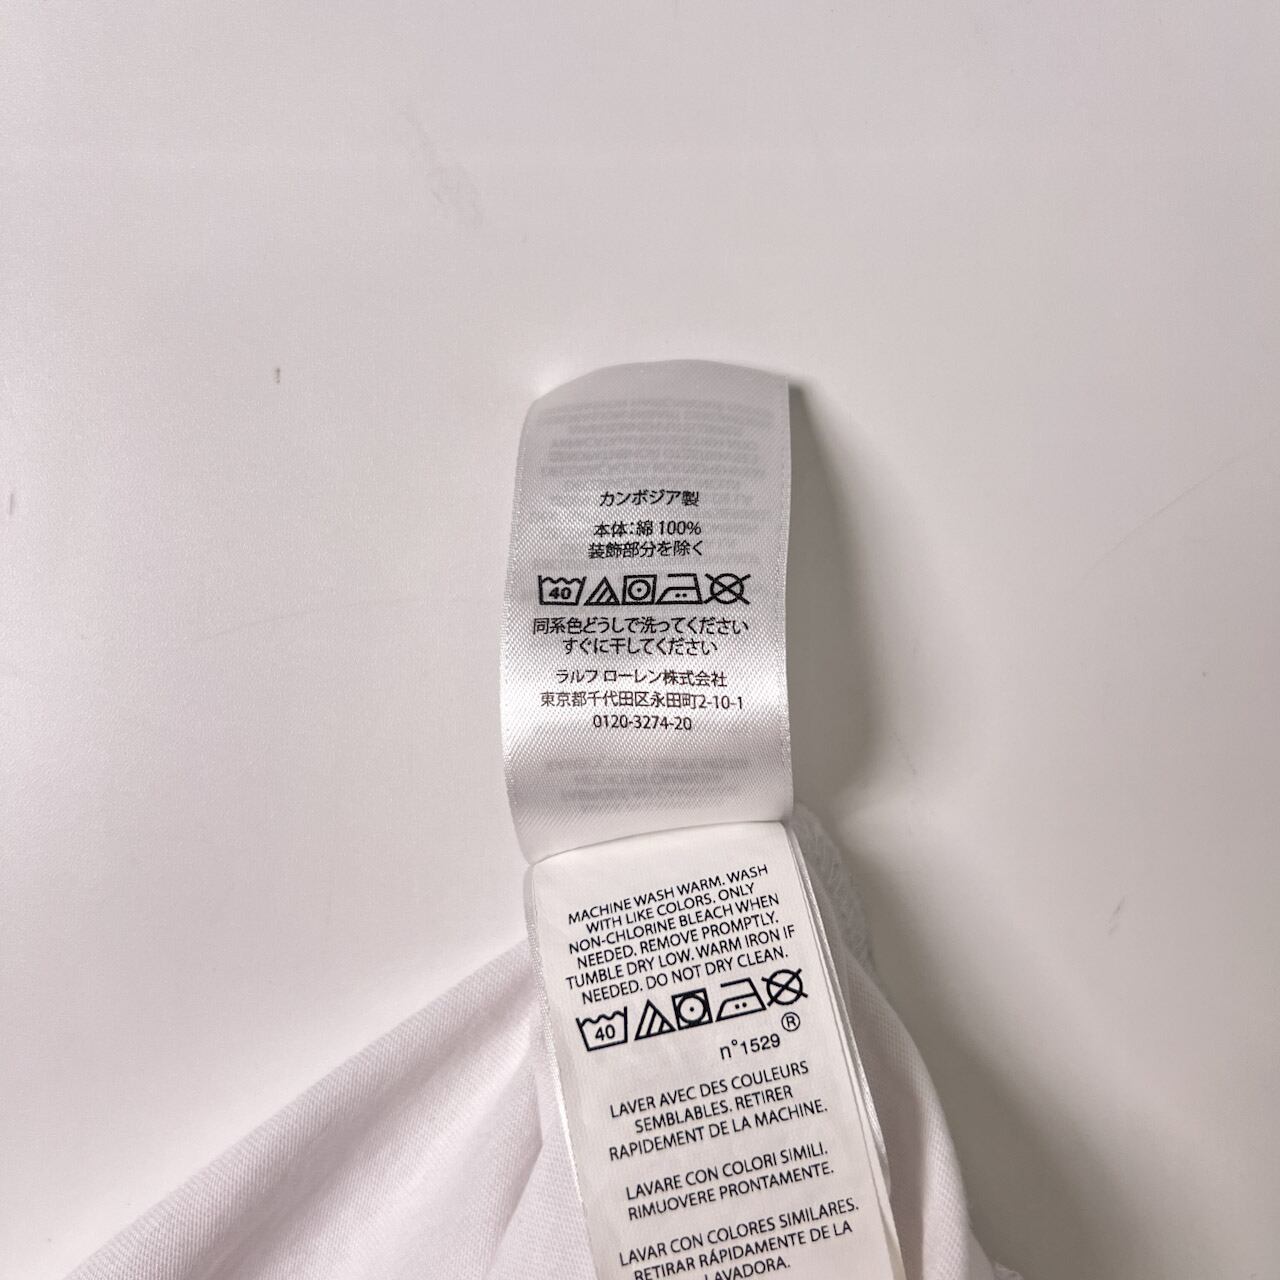 カンボジア製
本体：綿 100%
装飾部分を除く
40
同系色どうしで洗ってください
すぐに干してください
ラルフ ローレン株式会社
東京都千代田区永田町2-10-1
0120-3274-20
MACHINE WASH WARM. WASH
WITH LIKE COLORS. ONLY
NON-CHLORINE BLEACH WHEN
NEEDED. REMOVE PROMPTLY.
TUMBLE DRY LOW. WARM IRON IF
NEEDED. DO NOT DRY CLEAN.
40
n°1529 ®
LAVER AVEC DES COULEURS
SEMBLABLES. RETIRER
RAPIDEMENT DE LA MACHINE.
LAVARE CON COLORI SIMILI.
RIMUOVERE PRONTAMENTE.
LAVAR CON COLORES SIMILARES.
RETIRAR RÁPIDAMENTE DE LA
LAVADORA.